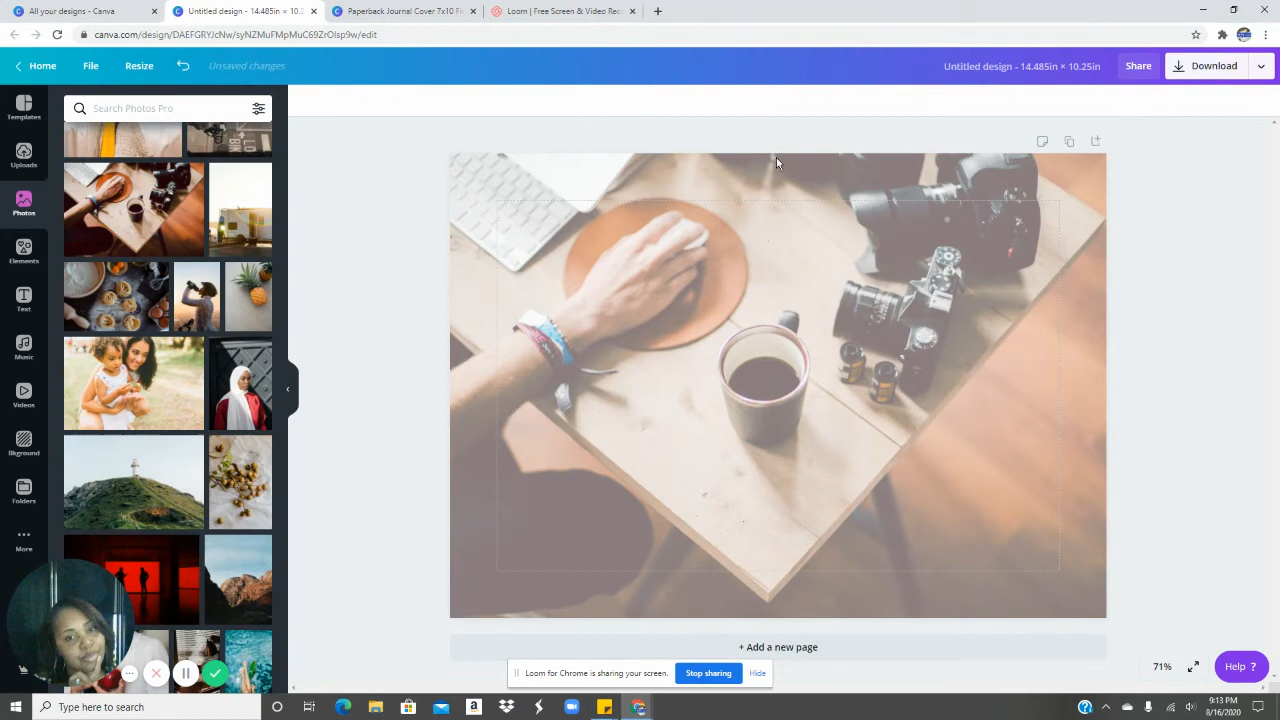 All your designs - Canva
Untitled design - 14.485in × 10.2
Paperback Journal Cover 7x10 Fi
Loom | Free Screen & Video Rec
canva.com/design/DAEFGRYJcNw/syNZMuFMpMuC69ZrOIsp9w/edit
Home
File
Resize
Unsaved changes
Untitled design - 14.485in × 10.25in
Share
Download
Search Photos Pro
Templates
Uploads
Photos
Elements
Text
Music
Videos
Bkground
Folders
More
+ Add a new page
Loom for Chrome is sharing your screen.
Stop sharing
Hide
71%
Help ?
Type here to search
9:13 PM
8/16/2020